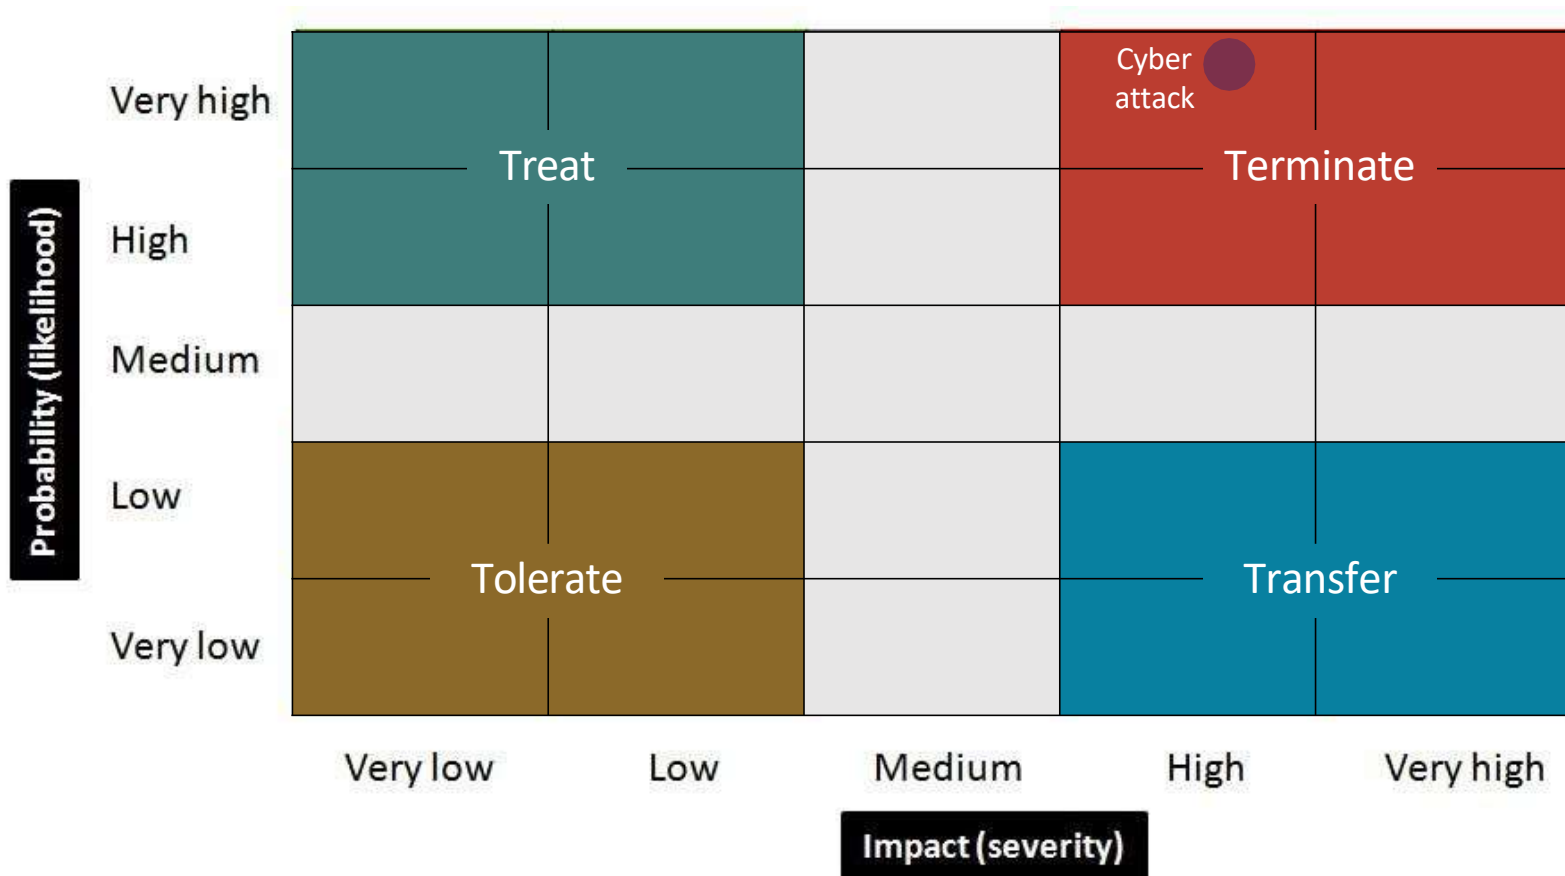 Cyber
attack
Very high
Treat
Terminate
High
Medium
Low
Tolerate
Transfer
Very low
Probability (likelihood)
Very low
Low
Medium
High
Very high
Impact (severity)